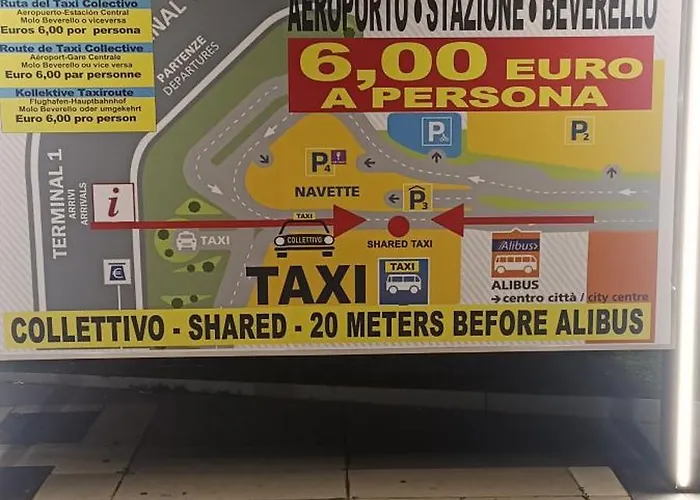 Ruta del Taxi Colectivo
Aeropuerto-Estación Central
Molo Beverello o viceversa
Euros 6,00 por persona
Route de Taxi Collective
Aéroport-Gare Centrale
Molo Beverello ou vice versa
Euro 6,00 par personne
Kollektive Taxiroute
Flughafen-Hauptbahnhof
Molo Beverello oder umgekehrt
Euro 6,00 pro person
AEROPORTO • STAZIONE • BEVERELLO
6,00 EURO
A PERSONA
NAL
PARTENZE
DEPARTURES
TERMINAL 1
ARRIVI
ARRIVALS
i
€
P4
NAVETTE
P
P2
P3
TAXI
TAXI
COLLETTIVO
SHARED TAXI
TAXI
TAXI
Alibus
ALIBUS
centro città / city centre
COLLETTIVO - SHARED - 20 METERS BEFORE ALIBUS